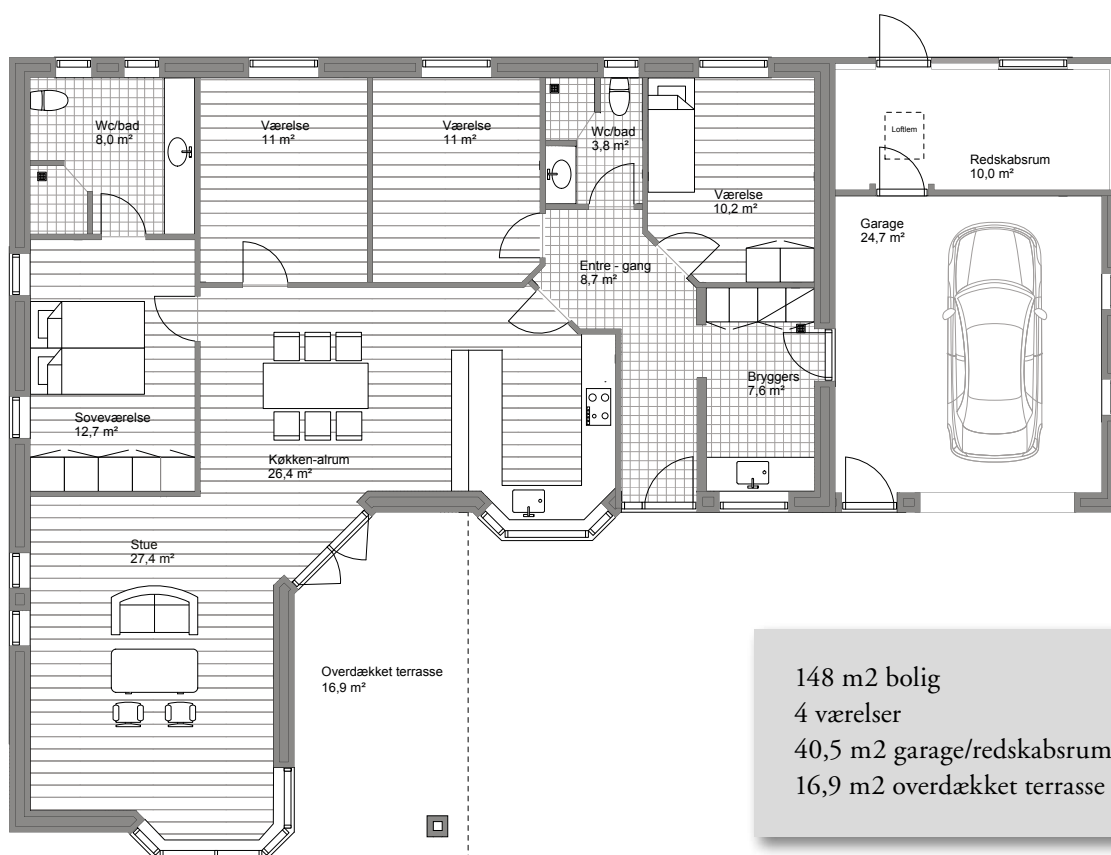 Wc/bad
8,0 m²
Værelse
11 m²
Værelse
11 m²
Wc/bad
3,8 m²
Værelse
10,2 m²
Loftlem
Redskabsrum
10,0 m²
Garage
24,7 m²
Entre - gang
8,7 m²
Bryggers
7,6 m²
Soveværelse
12,7 m²
Køkken-alrum
26,4 m²
Stue
27,4 m²
Overdækket terrasse
16,9 m²
148 m2 bolig
4 værelser
40,5 m2 garage/redskabsrum
16,9 m2 overdækket terrasse